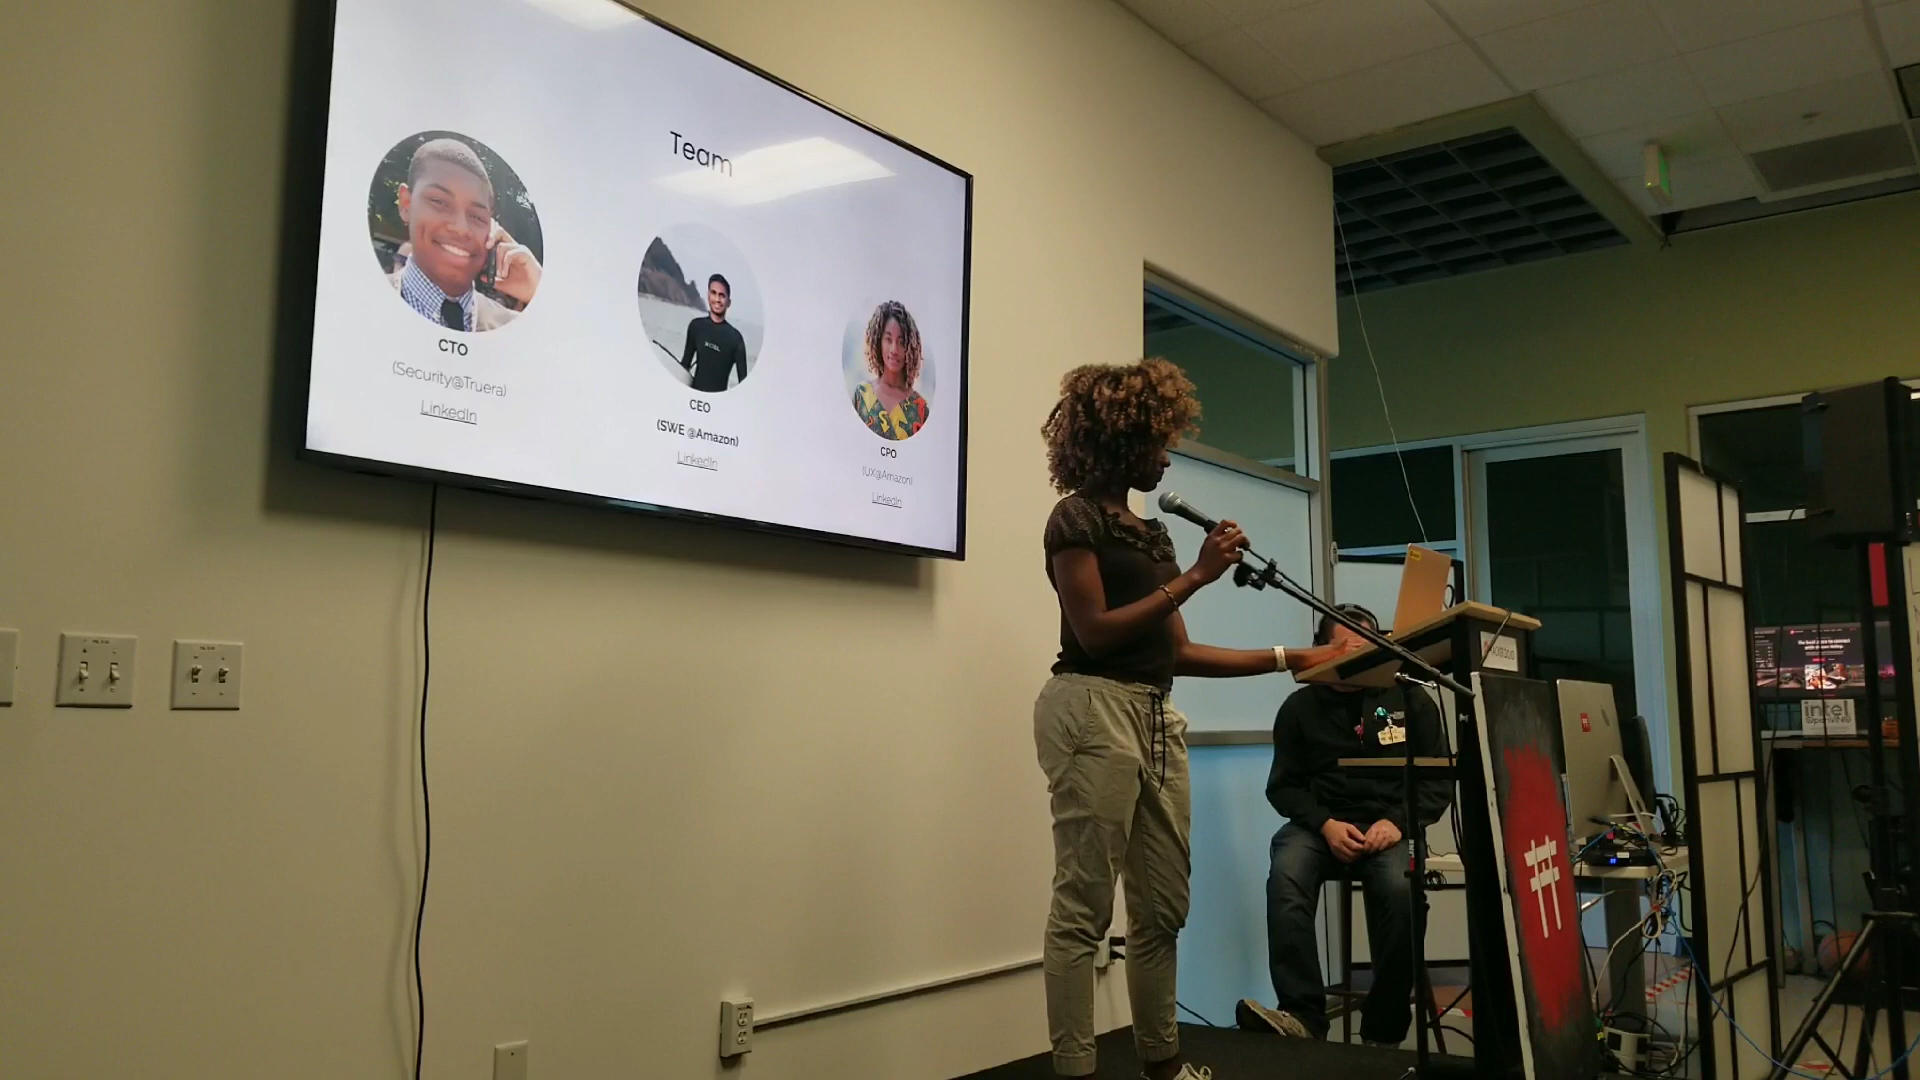 Team
CTO
(Security@Truera)
LinkedIn
CEO
(SWE @Amazon)
LinkedIn
CPO
(UX@Amazon)
LinkedIn
intel